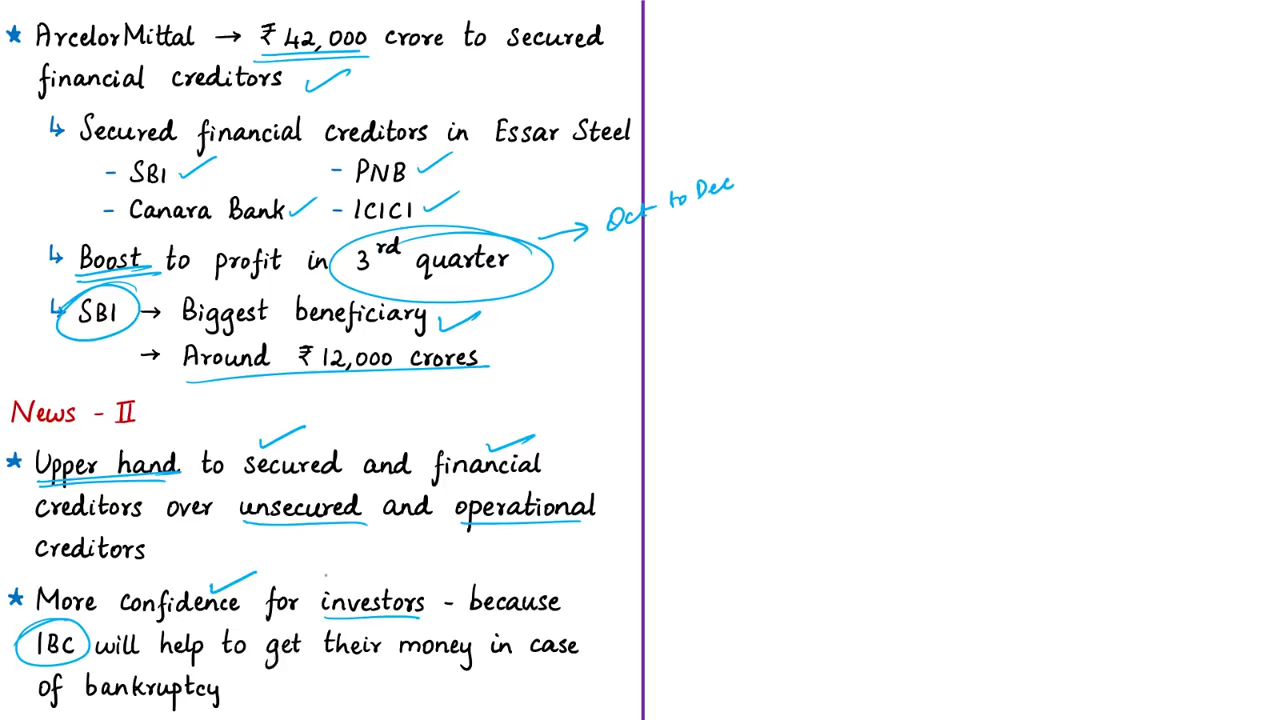 ★ ArcelorMittal → ₹ 42,000 crore to secured
financial creditors ✓
↳ Secured financial creditors in Essar Steel
- SBI ✓ - PNB ✓
- Canara Bank ✓ - ICICI ✓
Oct to Dec
↳ Boost to profit in 3rd quarter →
↳ SBI → Biggest beneficiary ✓
→ Around ₹ 12,000 crores
News - II
★ Upper hand to secured and financial
creditors over unsecured and operational
creditors
★ More confidence for investors - because
IBC will help to get their money in case
of bankruptcy